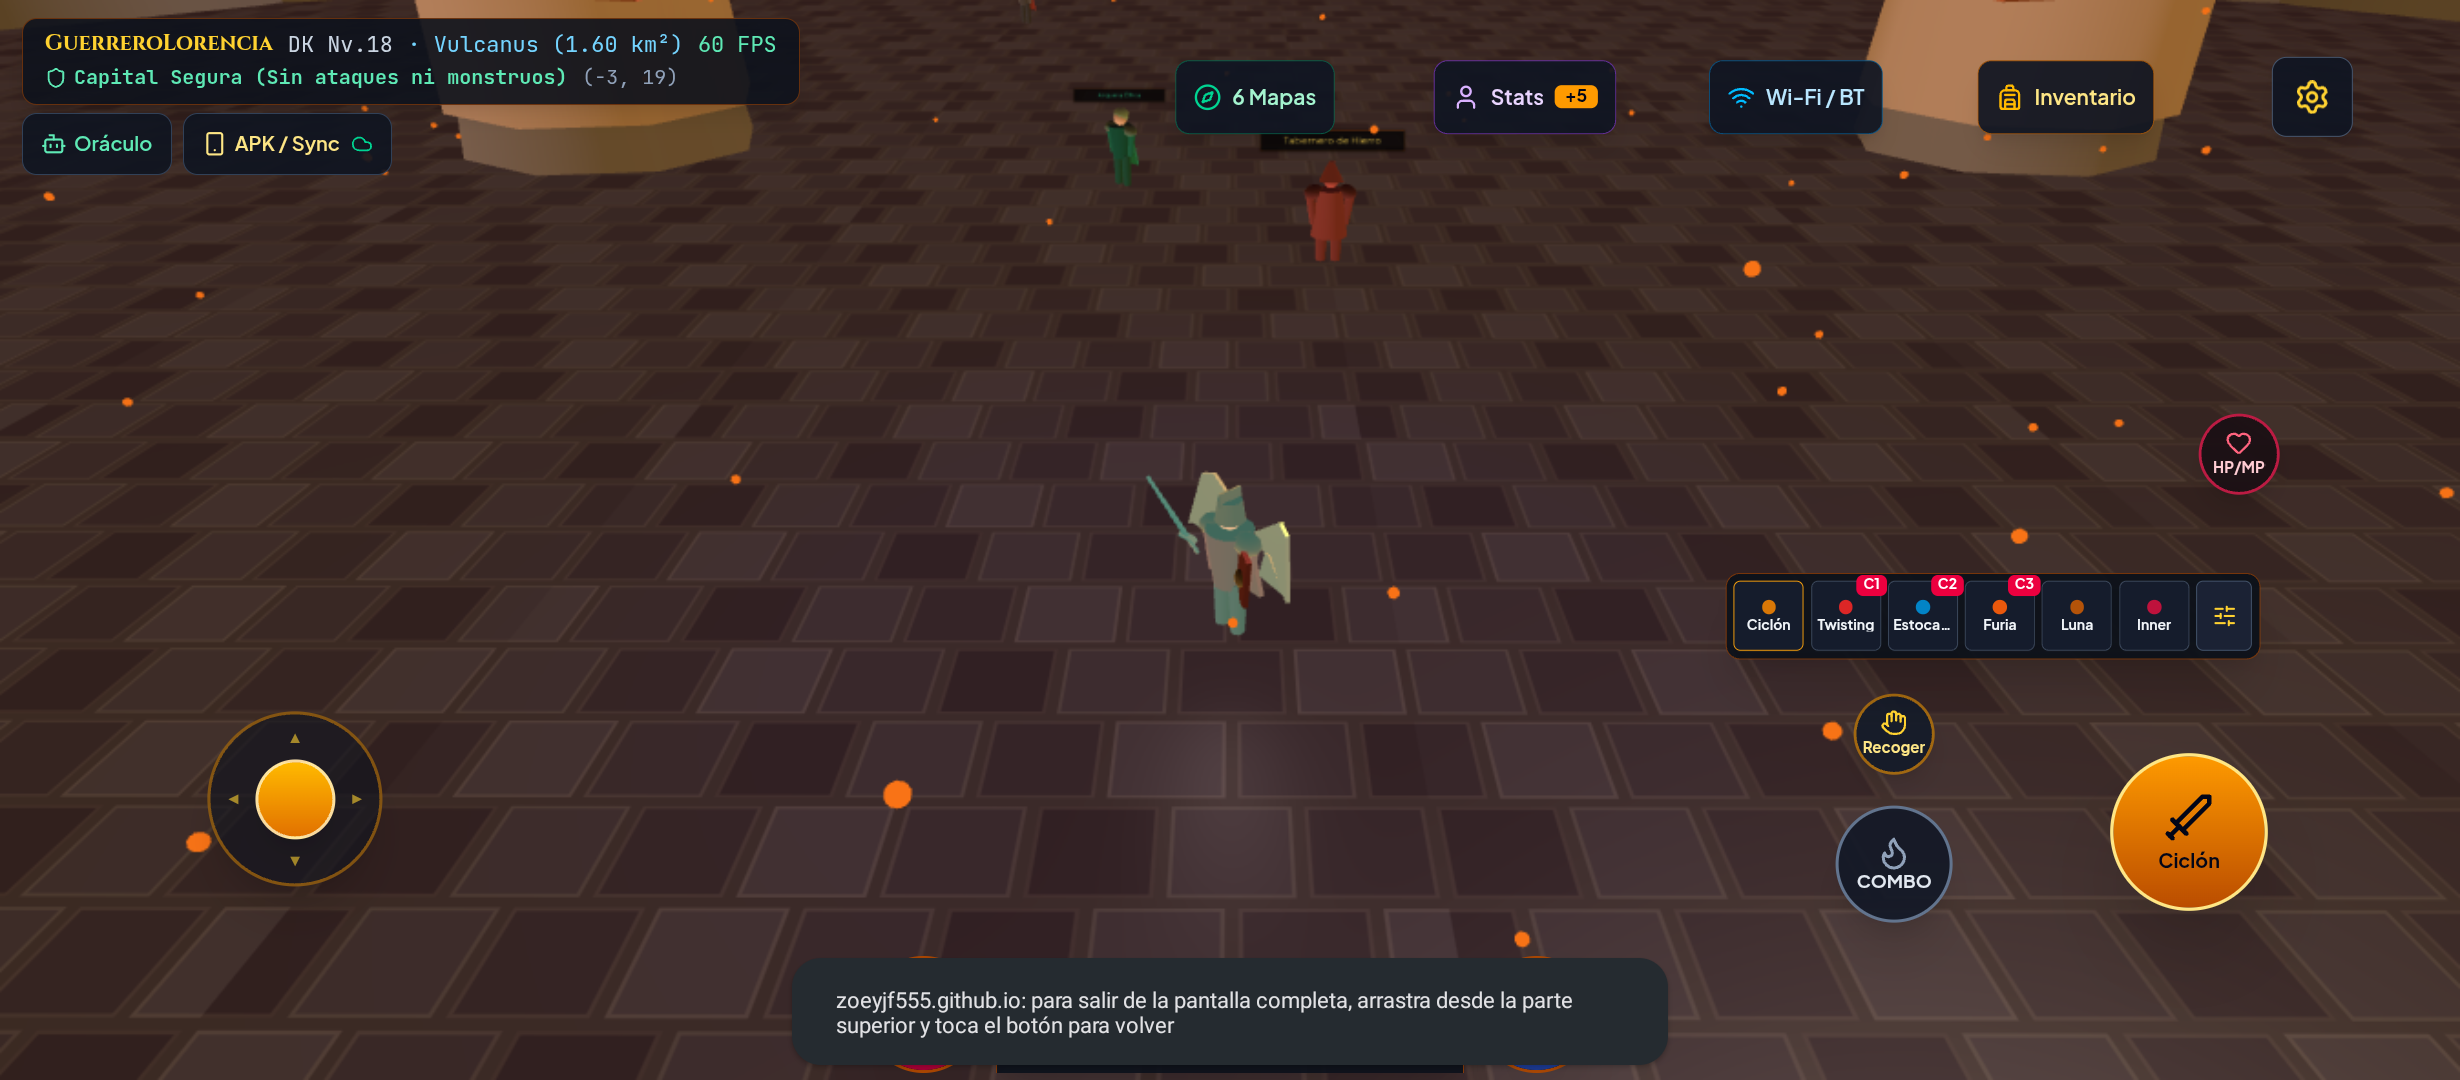 GuerreroLorencia DK Nv.18 · Vulcanus (1.60 km²) 60 FPS
Capital Segura (Sin ataques ni monstruos) (-3, 19)
6 Mapas
Stats +5
Wi-Fi / BT
Inventario
Oráculo
APK / Sync
Tabernero de Hierro
HP/MP
C1 C2 C3
Ciclón Twisting Estoca... Furia Luna Inner
Recoger
COMBO
Ciclón
zoeyjf555.github.io: para salir de la pantalla completa, arrastra desde la parte
superior y toca el botón para volver